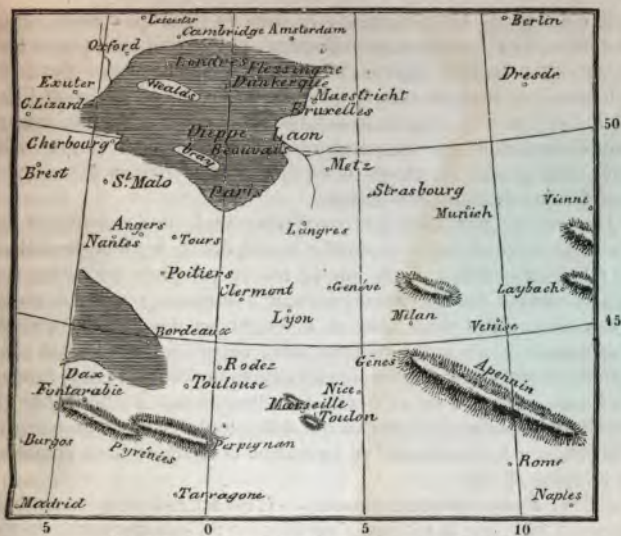 Leicester
Berlin
Cambridge Amsterdam
Oxford
Londres Flessingue
Dunkerque
Dresde
Wealds
Exuter
Maestricht
C. Lizard
Bruxelles
50
Dieppe
Laon
Cherbourg
Beauvais
Bray
Metz
Brest
St. Malo
Paris
Strasbourg
Munich
Vienne
Angers
Langres
Nantes
Tours
Poitiers
Genéve
Laybach
Clermont
Lyon
Milan
Venise
45
Bordeaux
Gênes
Apennin
Rodez
Dax
Toulouse
Nice
Fontarabie
Marseille
Toulon
Burgos
Pyrénées
Perpignan
Rome
Madrid
Tarragone
Naples
5 0 5 10